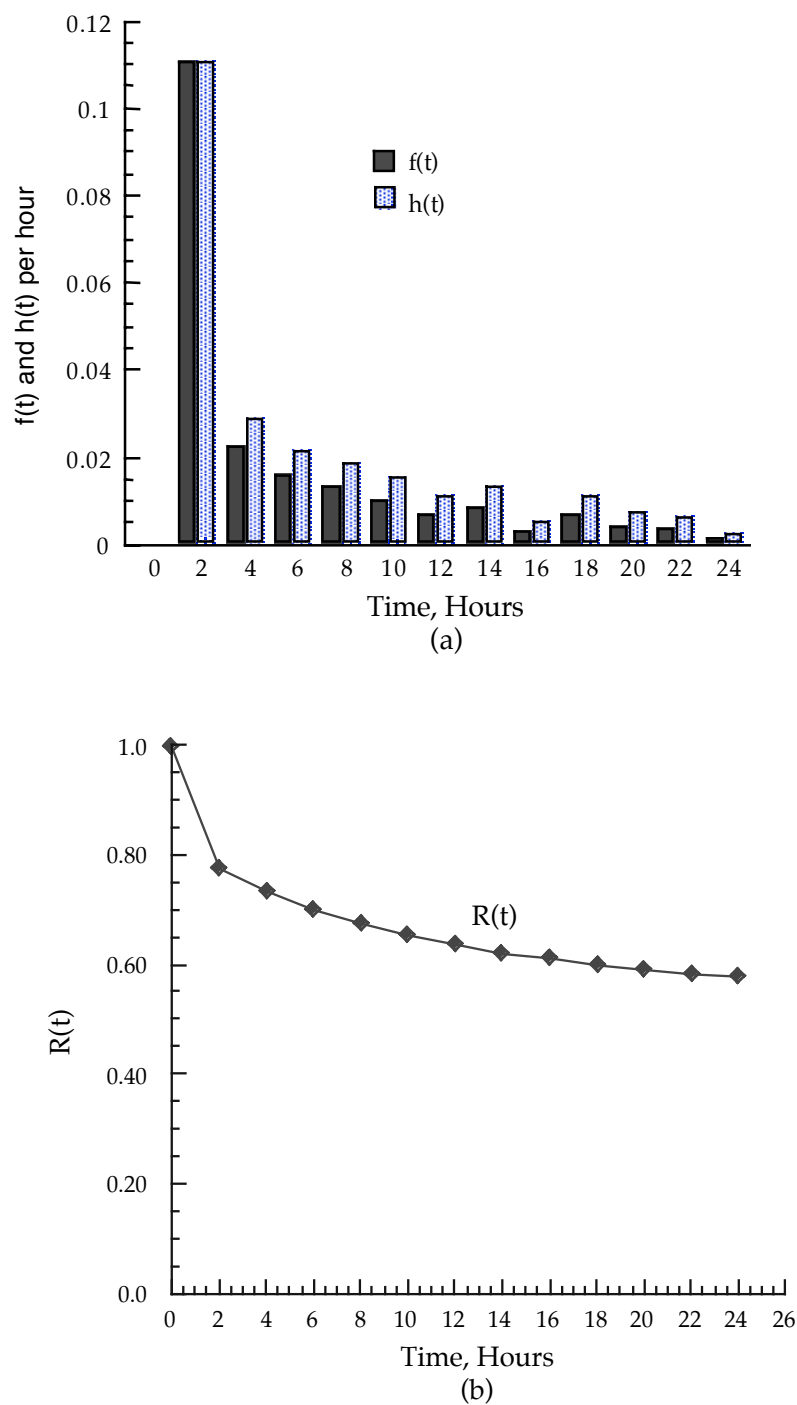 0.12
0.1
0.08
0.06
0.04
0.02
0
f(t) and h(t) per hour
f(t)
h(t)
0 2 4 6 8 10 12 14 16 18 20 22 24
Time, Hours
(a)
1.0
0.80
0.60
0.40
0.20
0.0
R(t)
R(t)
0 2 4 6 8 10 12 14 16 18 20 22 24 26
Time, Hours
(b)